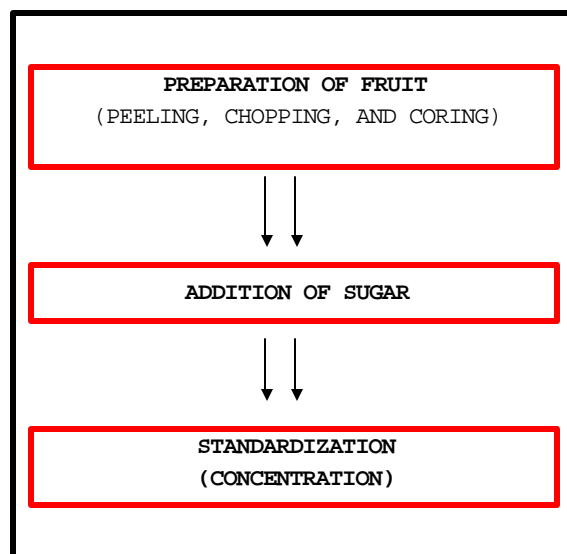 PREPARATION OF FRUIT
(PEELING, CHOPPING, AND CORING)
ADDITION OF SUGAR
STANDARDIZATION
(CONCENTRATION)